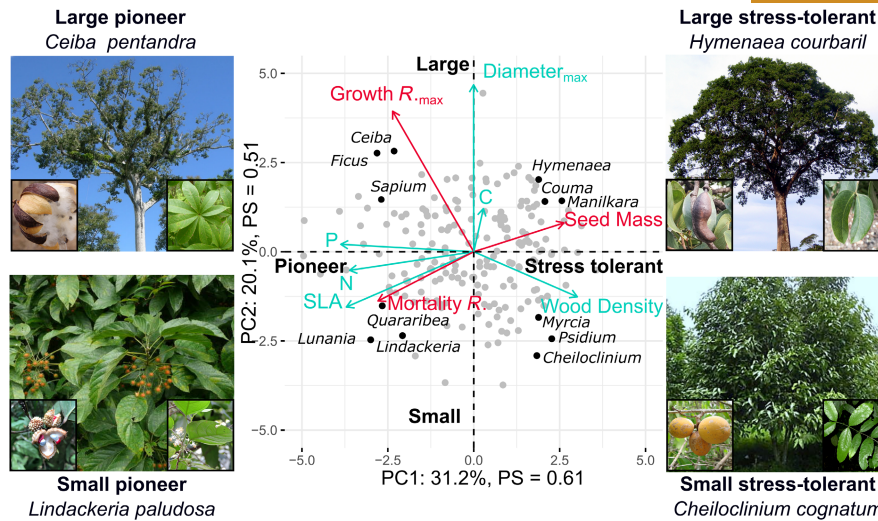 Large pioneer
Ceiba pentandra
Large stress-tolerant
Hymenaea courbaril
Large
Diameter max
Growth R.max
5.0
Ceiba
Ficus
Hymenaea
2.5
Sapium
Couma
Manilkara
C
Seed Mass
P
0.0
Pioneer
Stress tolerant
N
SLA
Mortality R.
Wood Density
Quararibea
Myrcia
Lunania
Lindackeria
Psidium
−2.5
Cheiloclinium
Small
−5.0
−5.0 −2.5 0.0 2.5 5.0
PC1: 31.2%, PS = 0.61
PC2: 20.1%, PS = 0.51
Small pioneer
Lindackeria paludosa
Small stress-tolerant
Cheiloclinium cognatum